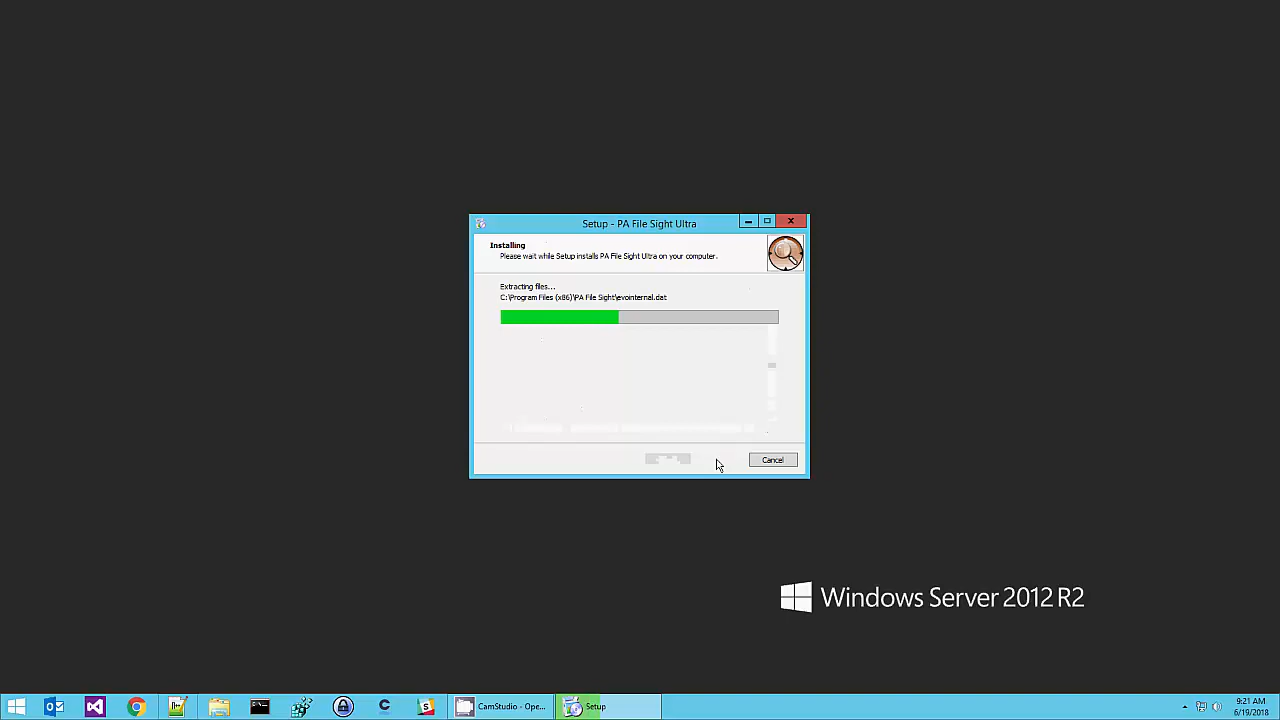 Setup - PA File Sight Ultra
Installing
Please wait while Setup installs PA File Sight Ultra on your computer.
Extracting files...
C:\Program Files (x86)\PA File Sight\evointernal.dat
Cancel
Windows Server 2012 R2
CamStudio - Ope...
Setup
9:21 AM
6/19/2018